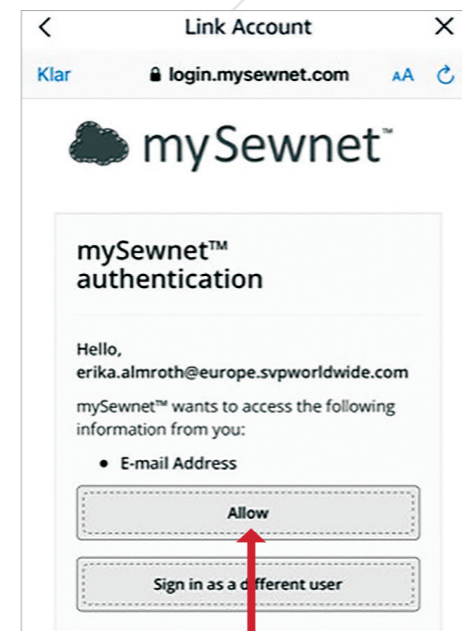 Link Account
Klar login.mysewnet.com AA
mySewnet™
mySewnet™
authentication
Hello,
erika.almroth@europe.svpworldwide.com
mySewnet™ wants to access the following
information from you:
• E-mail Address
Allow
Sign in as a different user